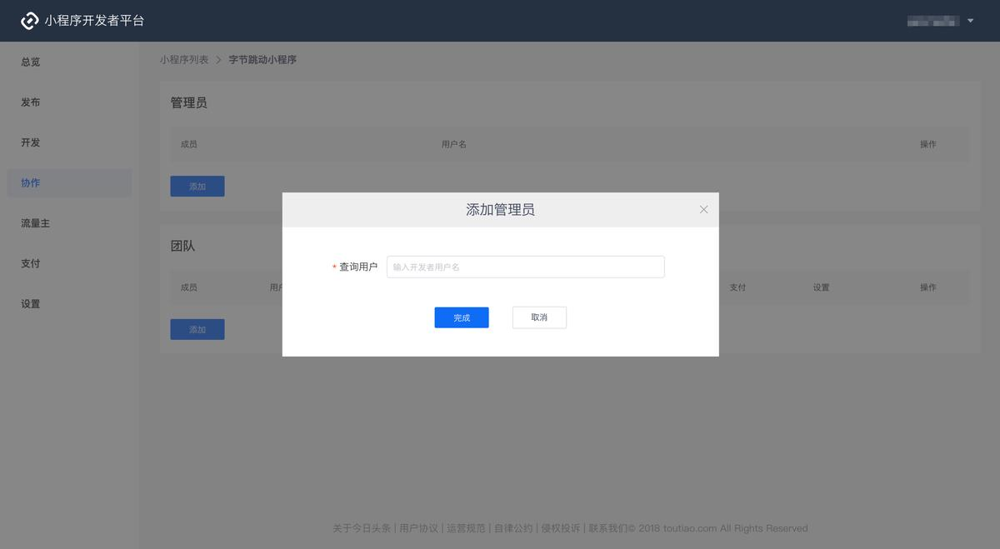 小程序开发者平台
总览
发布
开发
协作
流量主
支付
设置
小程序列表 > 字节跳动小程序
管理员
成员 用户名 操作
添加
添加管理员
* 查询用户 输入开发者用户名
完成 取消
团队
成员 支付 设置 操作
添加
关于今日头条 | 用户协议 | 运营规范 | 自律公约 | 侵权投诉 | 联系我们© 2018 toutiao.com All Rights Reserved